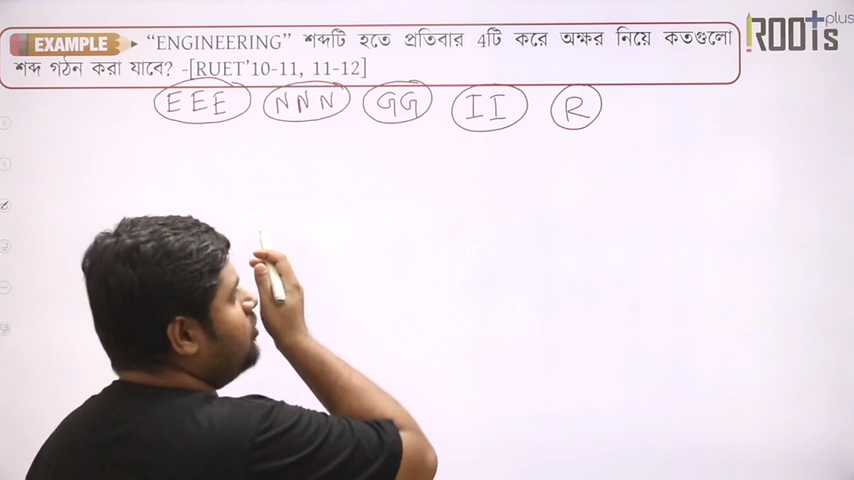 EXAMPLE "ENGINEERING" শব্দটি হতে প্রতিবার 4টি করে অক্ষর নিয়ে কতগুলো
শব্দ গঠন করা যাবে? -[RUET'10-11, 11-12]
ROOTs plus
EEE NNN GG II R